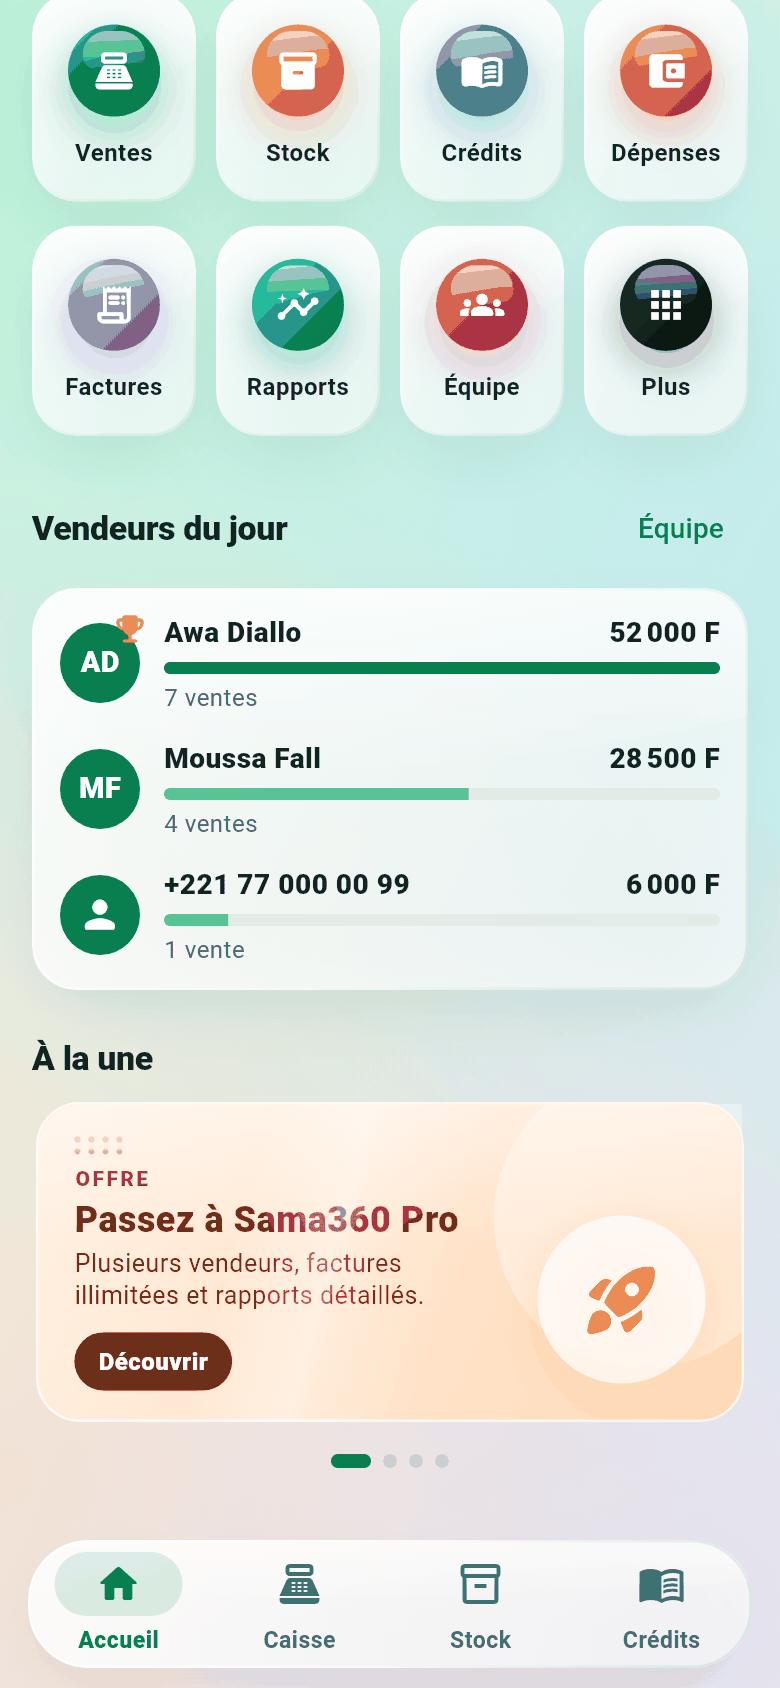 Ventes
Stock
Crédits
Dépenses
Factures
Rapports
Équipe
Plus
Vendeurs du jour
Équipe
AD
Awa Diallo
52 000 F
7 ventes
MF
Moussa Fall
28 500 F
4 ventes
+221 77 000 00 99
6 000 F
1 vente
À la une
OFFRE
Passez à Sama360 Pro
Plusieurs vendeurs, factures
illimitées et rapports détaillés.
Découvrir
Accueil
Caisse
Stock
Crédits